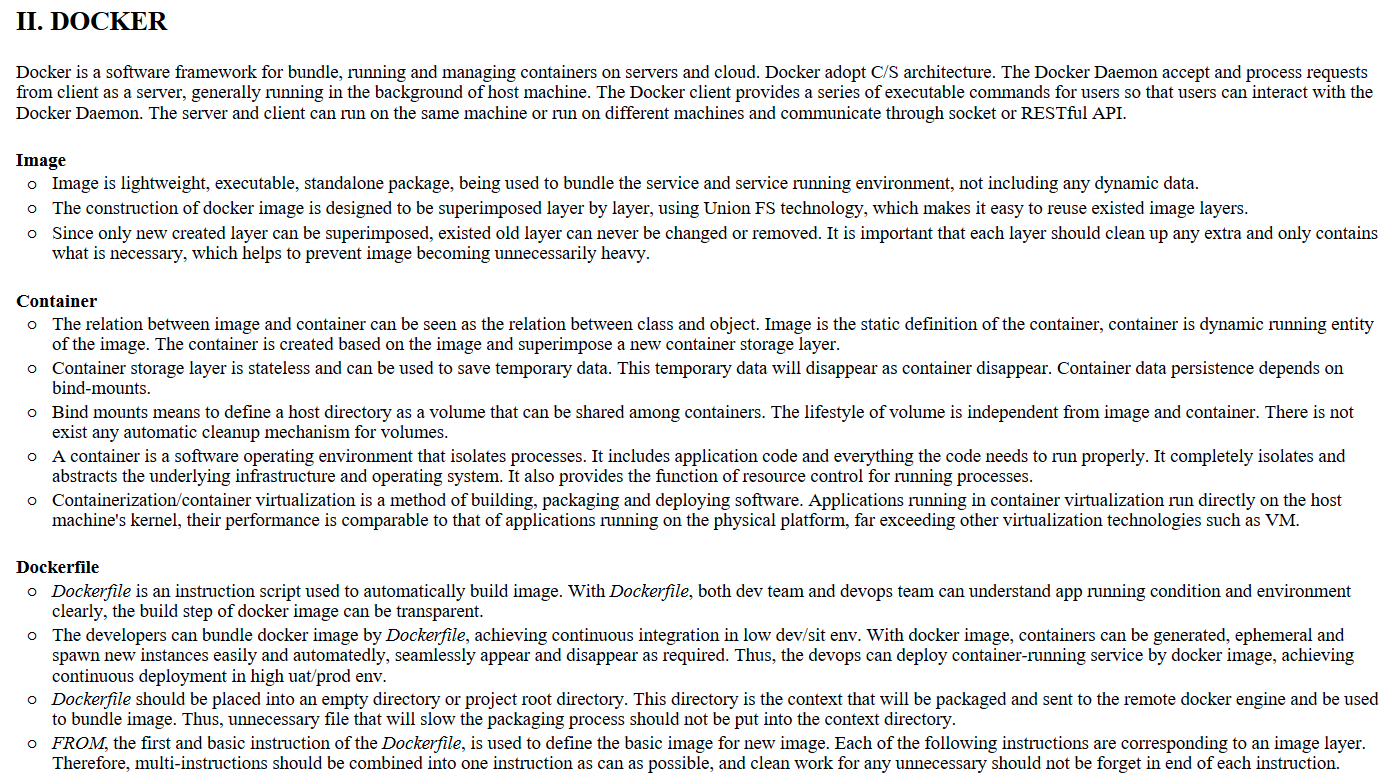 II. DOCKER
Docker is a software framework for bundle, running and managing containers on servers and cloud. Docker adopt C/S architecture. The Docker Daemon accept and process requests
from client as a server, generally running in the background of host machine. The Docker client provides a series of executable commands for users so that users can interact with the
Docker Daemon. The server and client can run on the same machine or run on different machines and communicate through socket or RESTful API.
Image
○ Image is lightweight, executable, standalone package, being used to bundle the service and service running environment, not including any dynamic data.
○ The construction of docker image is designed to be superimposed layer by layer, using Union FS technology, which makes it easy to reuse existed image layers.
○ Since only new created layer can be superimposed, existed old layer can never be changed or removed. It is important that each layer should clean up any extra and only contains
what is necessary, which helps to prevent image becoming unnecessarily heavy.
Container
○ The relation between image and container can be seen as the relation between class and object. Image is the static definition of the container, container is dynamic running entity
of the image. The container is created based on the image and superimpose a new container storage layer.
○ Container storage layer is stateless and can be used to save temporary data. This temporary data will disappear as container disappear. Container data persistence depends on
bind-mounts.
○ Bind mounts means to define a host directory as a volume that can be shared among containers. The lifestyle of volume is independent from image and container. There is not
exist any automatic cleanup mechanism for volumes.
○ A container is a software operating environment that isolates processes. It includes application code and everything the code needs to run properly. It completely isolates and
abstracts the underlying infrastructure and operating system. It also provides the function of resource control for running processes.
○ Containerization/container virtualization is a method of building, packaging and deploying software. Applications running in container virtualization run directly on the host
machine's kernel, their performance is comparable to that of applications running on the physical platform, far exceeding other virtualization technologies such as VM.
Dockerfile
○ Dockerfile is an instruction script used to automatically build image. With Dockerfile, both dev team and devops team can understand app running condition and environment
clearly, the build step of docker image can be transparent.
○ The developers can bundle docker image by Dockerfile, achieving continuous integration in low dev/sit env. With docker image, containers can be generated, ephemeral and
spawn new instances easily and automatedly, seamlessly appear and disappear as required. Thus, the devops can deploy container-running service by docker image, achieving
continuous deployment in high uat/prod env.
○ Dockerfile should be placed into an empty directory or project root directory. This directory is the context that will be packaged and sent to the remote docker engine and be used
to bundle image. Thus, unnecessary file that will slow the packaging process should not be put into the context directory.
○ FROM, the first and basic instruction of the Dockerfile, is used to define the basic image for new image. Each of the following instructions are corresponding to an image layer.
Therefore, multi-instructions should be combined into one instruction as can as possible, and clean work for any unnecessary should not be forget in end of each instruction.